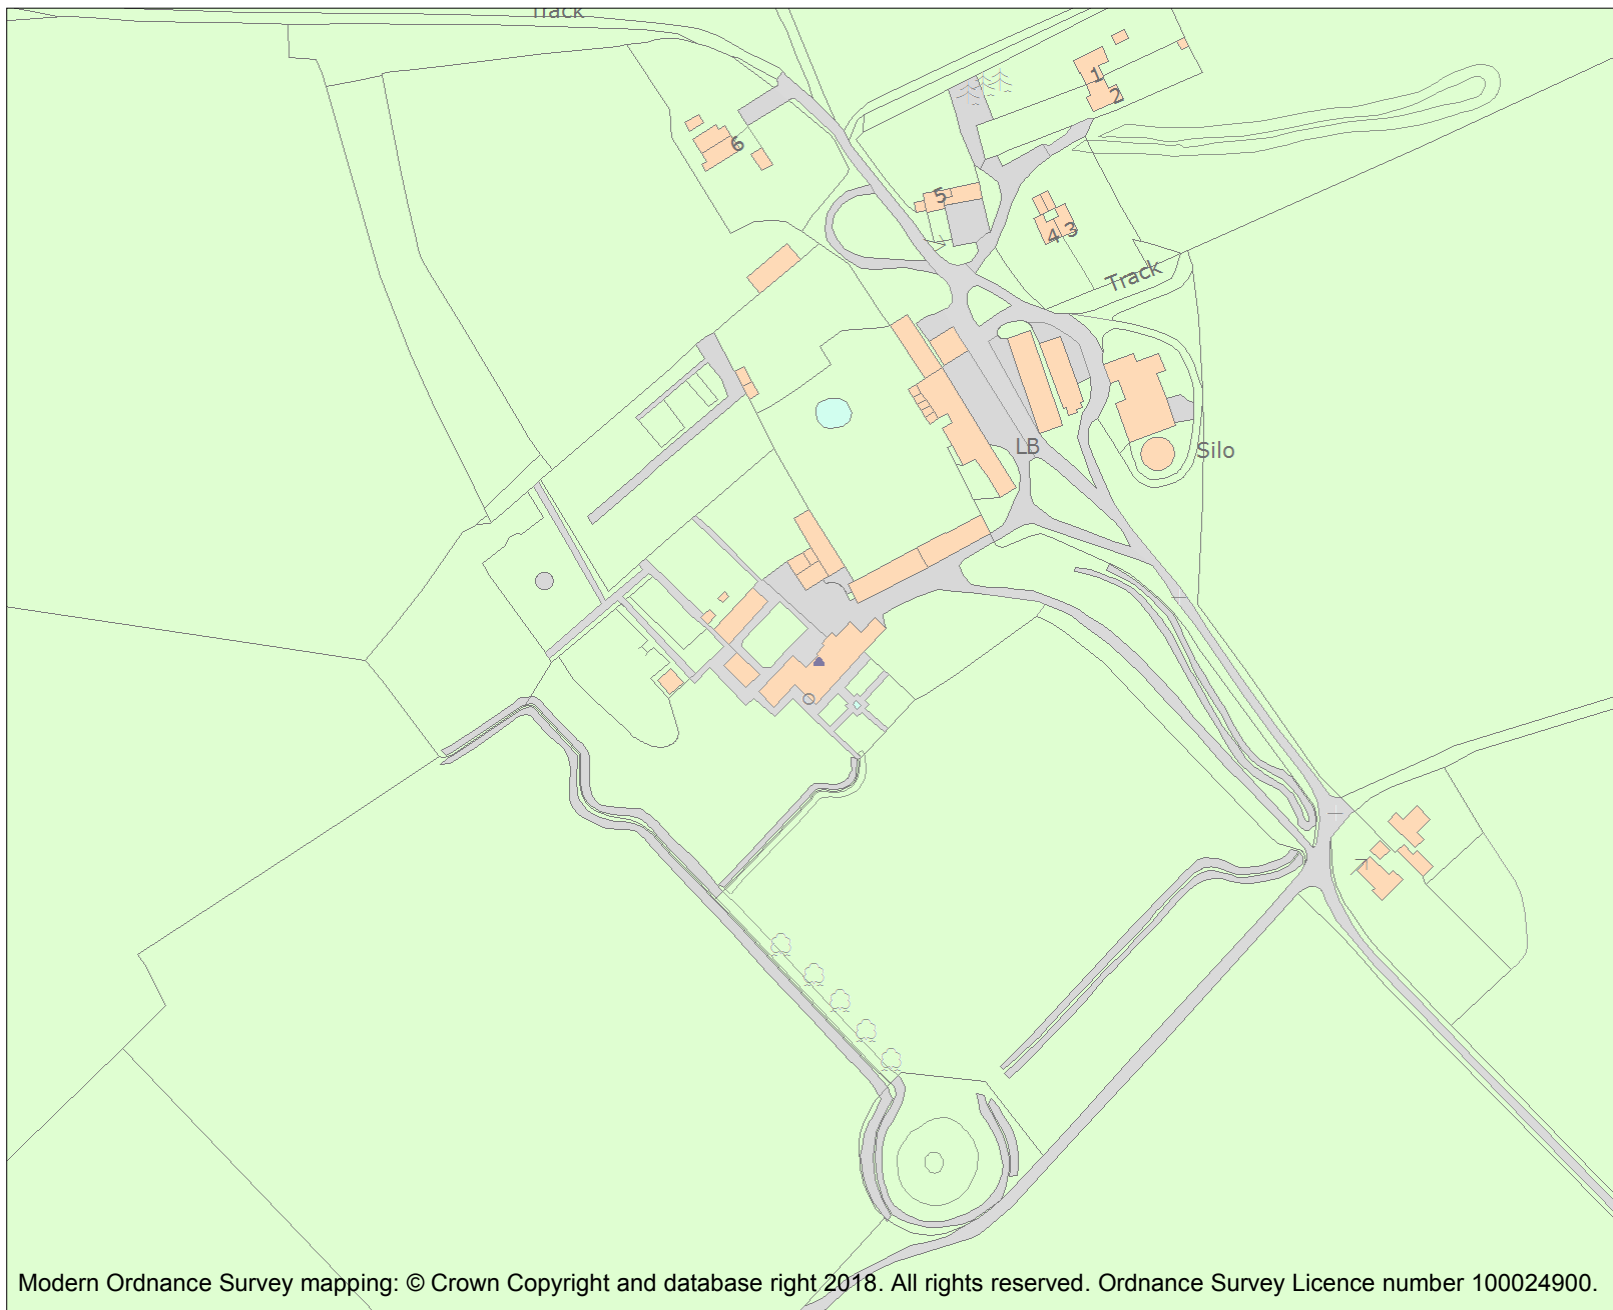 Track
1
2
6
5
4 3
Track
LB
Silo
Modern Ordnance Survey mapping: © Crown Copyright and database right 2018. All rights reserved. Ordnance Survey Licence number 100024900.